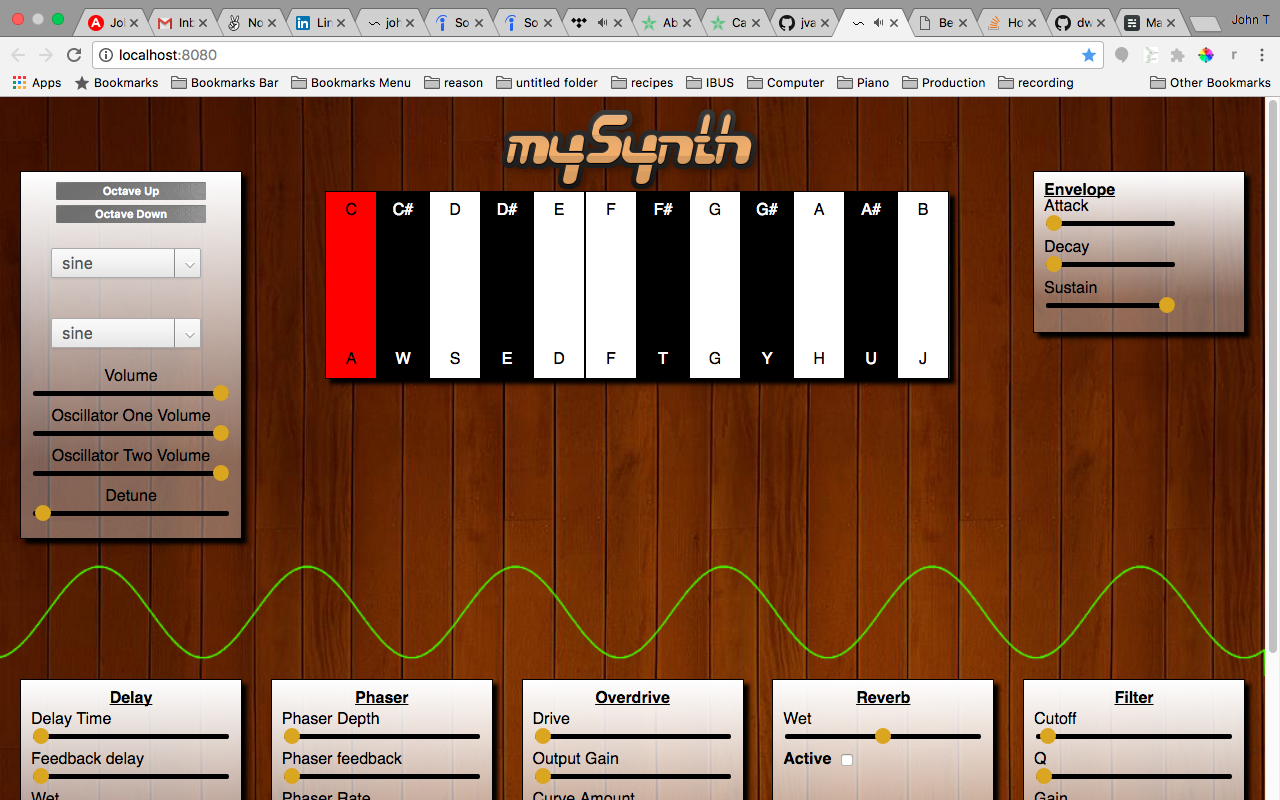 Jol Inb No Lin joh So So Ab Ca jva Be Ho dw Ma John T
localhost:8080
Apps Bookmarks Bookmarks Bar Bookmarks Menu reason untitled folder recipes IBUS Computer Piano Production recording Other Bookmarks
mySynth
Octave Up
Octave Down
sine
sine
Volume
Oscillator One Volume
Oscillator Two Volume
Detune
C C# D D# E F F# G G# A A# B
A W S E D F T G Y H U J
Envelope
Attack
Decay
Sustain
Delay
Delay Time
Feedback delay
Wet
Phaser
Phaser Depth
Phaser feedback
Phaser Rate
Overdrive
Drive
Output Gain
Curve Amount
Reverb
Wet
Active
Filter
Cutoff
Q
Gain